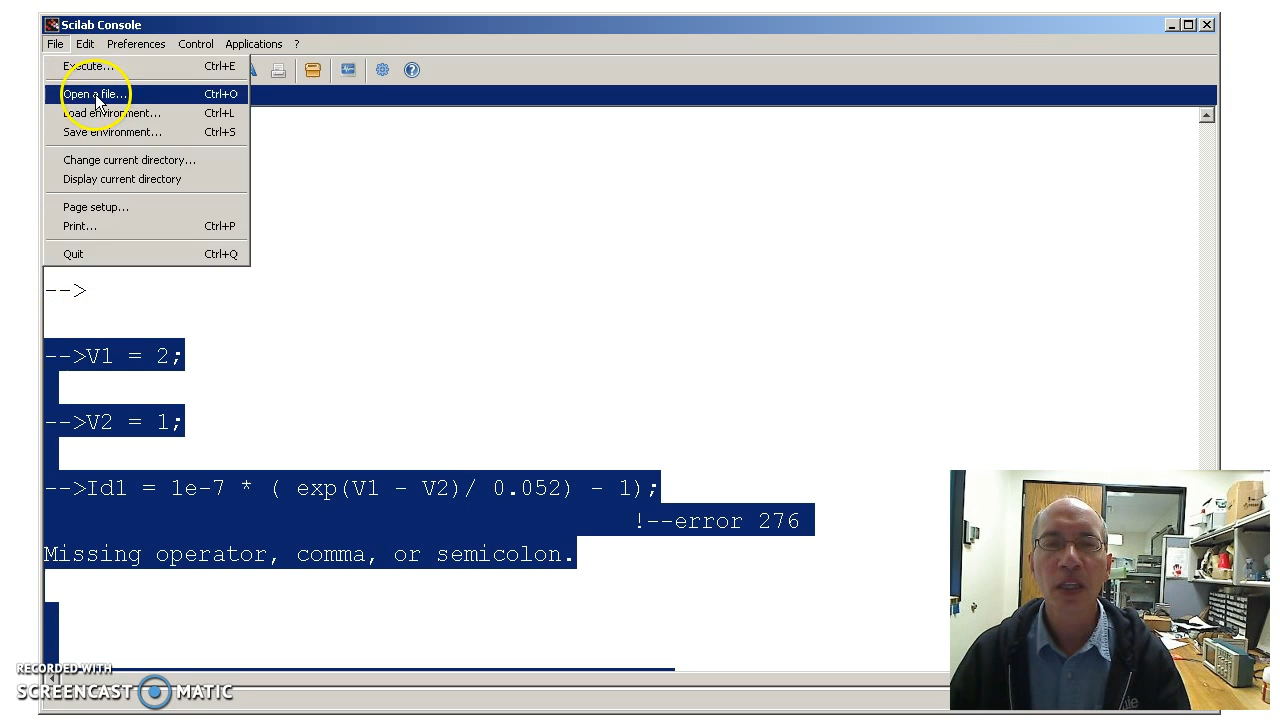 Scilab Console
File Edit Preferences Control Applications ?
Execute... Ctrl+E
Open a file... Ctrl+O
Load environment... Ctrl+L
Save environment... Ctrl+S
Change current directory...
Display current directory
Page setup...
Print... Ctrl+P
Quit Ctrl+Q
-->
-->V1 = 2;
-->V2 = 1;
-->Id1 = 1e-7 * ( exp(V1 - V2)/ 0.052) - 1);
!--error 276
Missing operator, comma, or semicolon.
RECORDED WITH
SCREENCAST MATIC